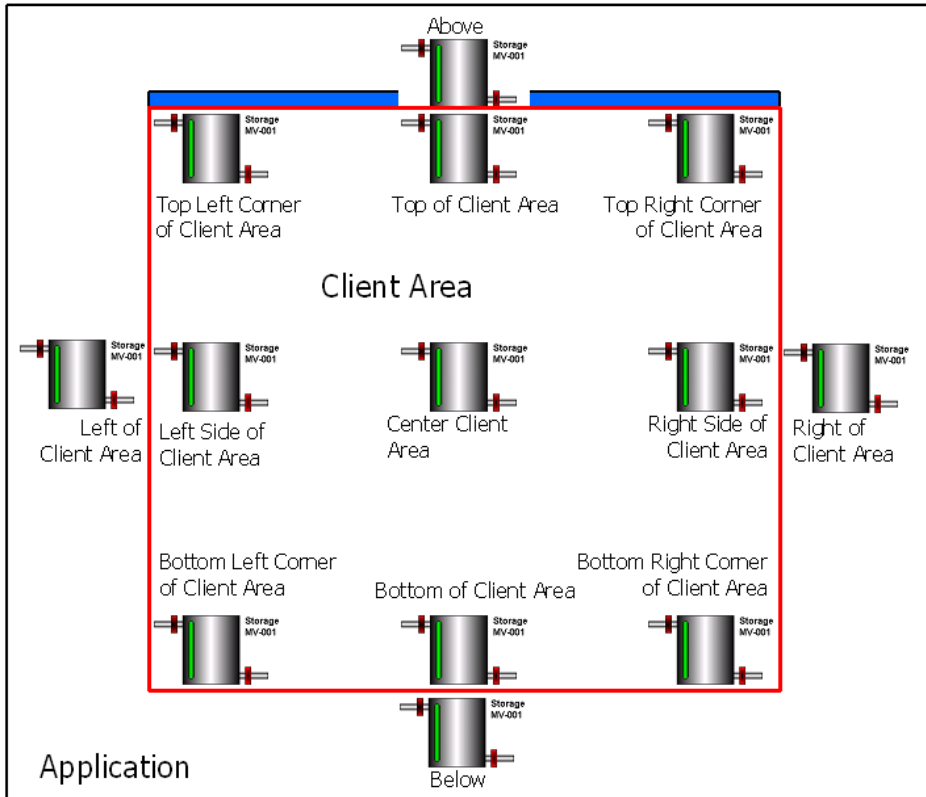 Above
Storage
MV-001
Storage
MV-001
Storage
MV-001
Storage
MV-001
Top Left Corner
of Client Area
Top of Client Area
Top Right Corner
of Client Area
Client Area
Storage
MV-001
Storage
MV-001
Storage
MV-001
Storage
MV-001
Storage
MV-001
Left of
Client Area
Left Side of
Client Area
Center Client
Area
Right Side of
Client Area
Right of
Client Area
Bottom Left Corner
of Client Area
Bottom of Client Area
Bottom Right Corner
of Client Area
Storage
MV-001
Storage
MV-001
Storage
MV-001
Storage
MV-001
Below
Application